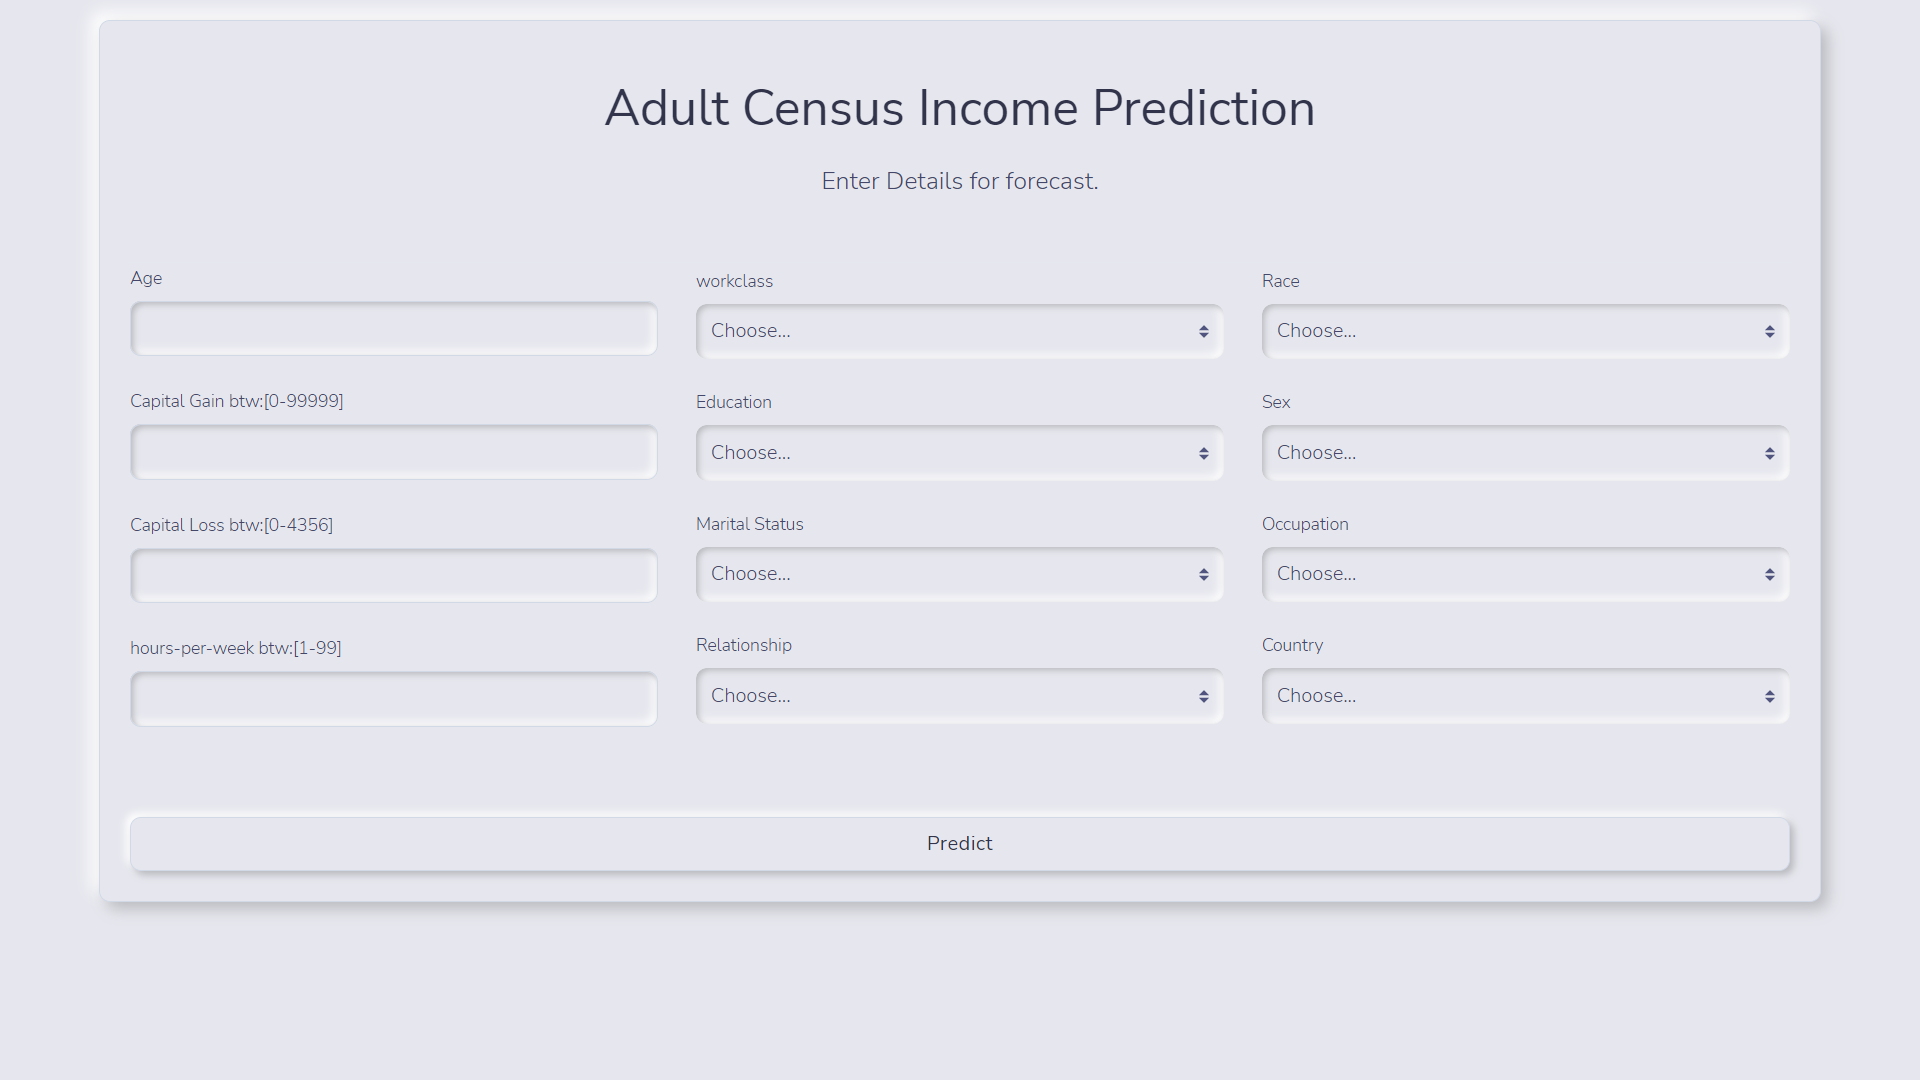 Adult Census Income Prediction
Enter Details for forecast.
Age
workclass
Choose...
Race
Choose...
Capital Gain btw:[0-99999]
Education
Choose...
Sex
Choose...
Capital Loss btw:[0-4356]
Marital Status
Choose...
Occupation
Choose...
hours-per-week btw:[1-99]
Relationship
Choose...
Country
Choose...
Predict